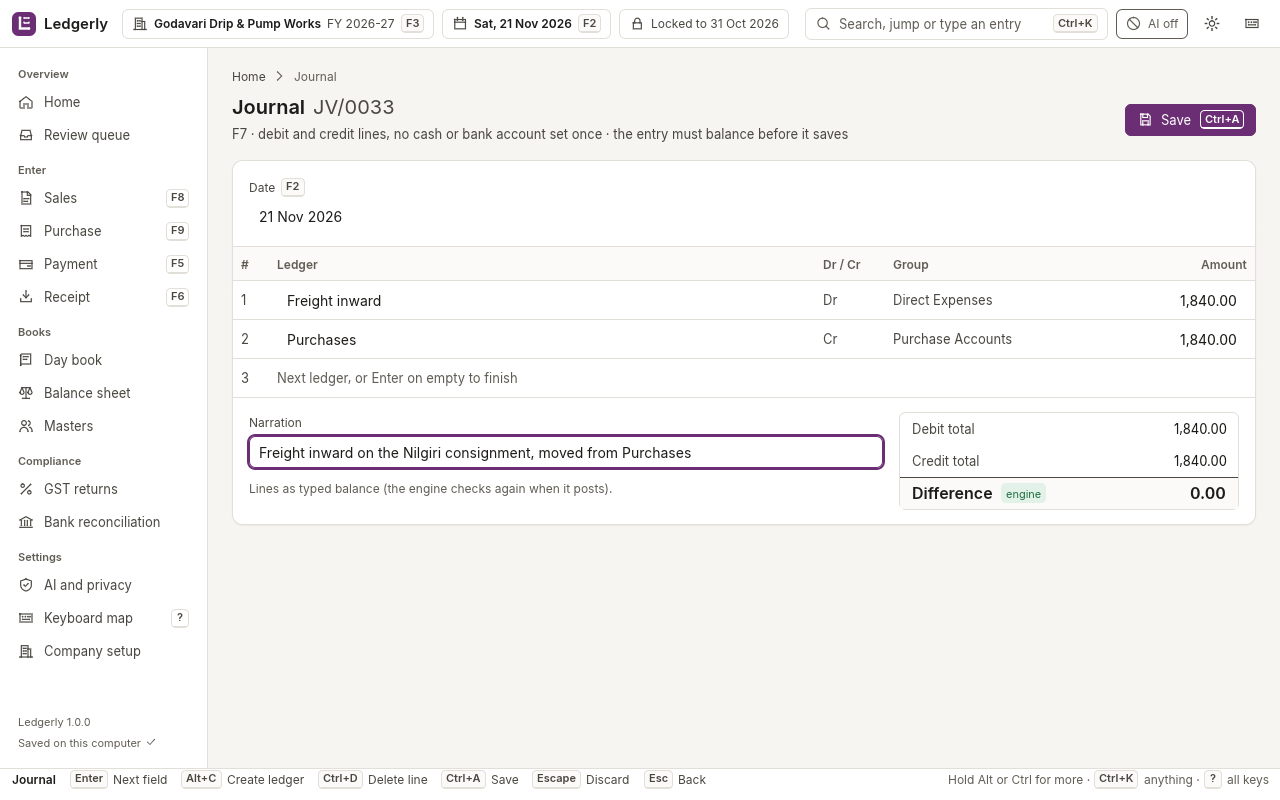 Ledgerly
Godavari Drip & Pump Works FY 2026-27 F3
Sat, 21 Nov 2026 F2
Locked to 31 Oct 2026
Search, jump or type an entry Ctrl+K
AI off
Overview
Home
Review queue
Enter
Sales F8
Purchase F9
Payment F5
Receipt F6
Books
Day book
Balance sheet
Masters
Compliance
GST returns
Bank reconciliation
Settings
AI and privacy
Keyboard map ?
Company setup
Ledgerly 1.0.0
Saved on this computer
Home Journal
Journal JV/0033
F7 · debit and credit lines, no cash or bank account set once · the entry must balance before it saves
Save Ctrl+A
Date F2
21 Nov 2026
# Ledger Dr / Cr Group Amount
1 Freight inward Dr Direct Expenses 1,840.00
2 Purchases Cr Purchase Accounts 1,840.00
3 Next ledger, or Enter on empty to finish
Narration
Freight inward on the Nilgiri consignment, moved from Purchases
Lines as typed balance (the engine checks again when it posts).
Debit total 1,840.00
Credit total 1,840.00
Difference engine 0.00
Journal Enter Next field Alt+C Create ledger Ctrl+D Delete line Ctrl+A Save Escape Discard Esc Back
Hold Alt or Ctrl for more · Ctrl+K anything · ? all keys